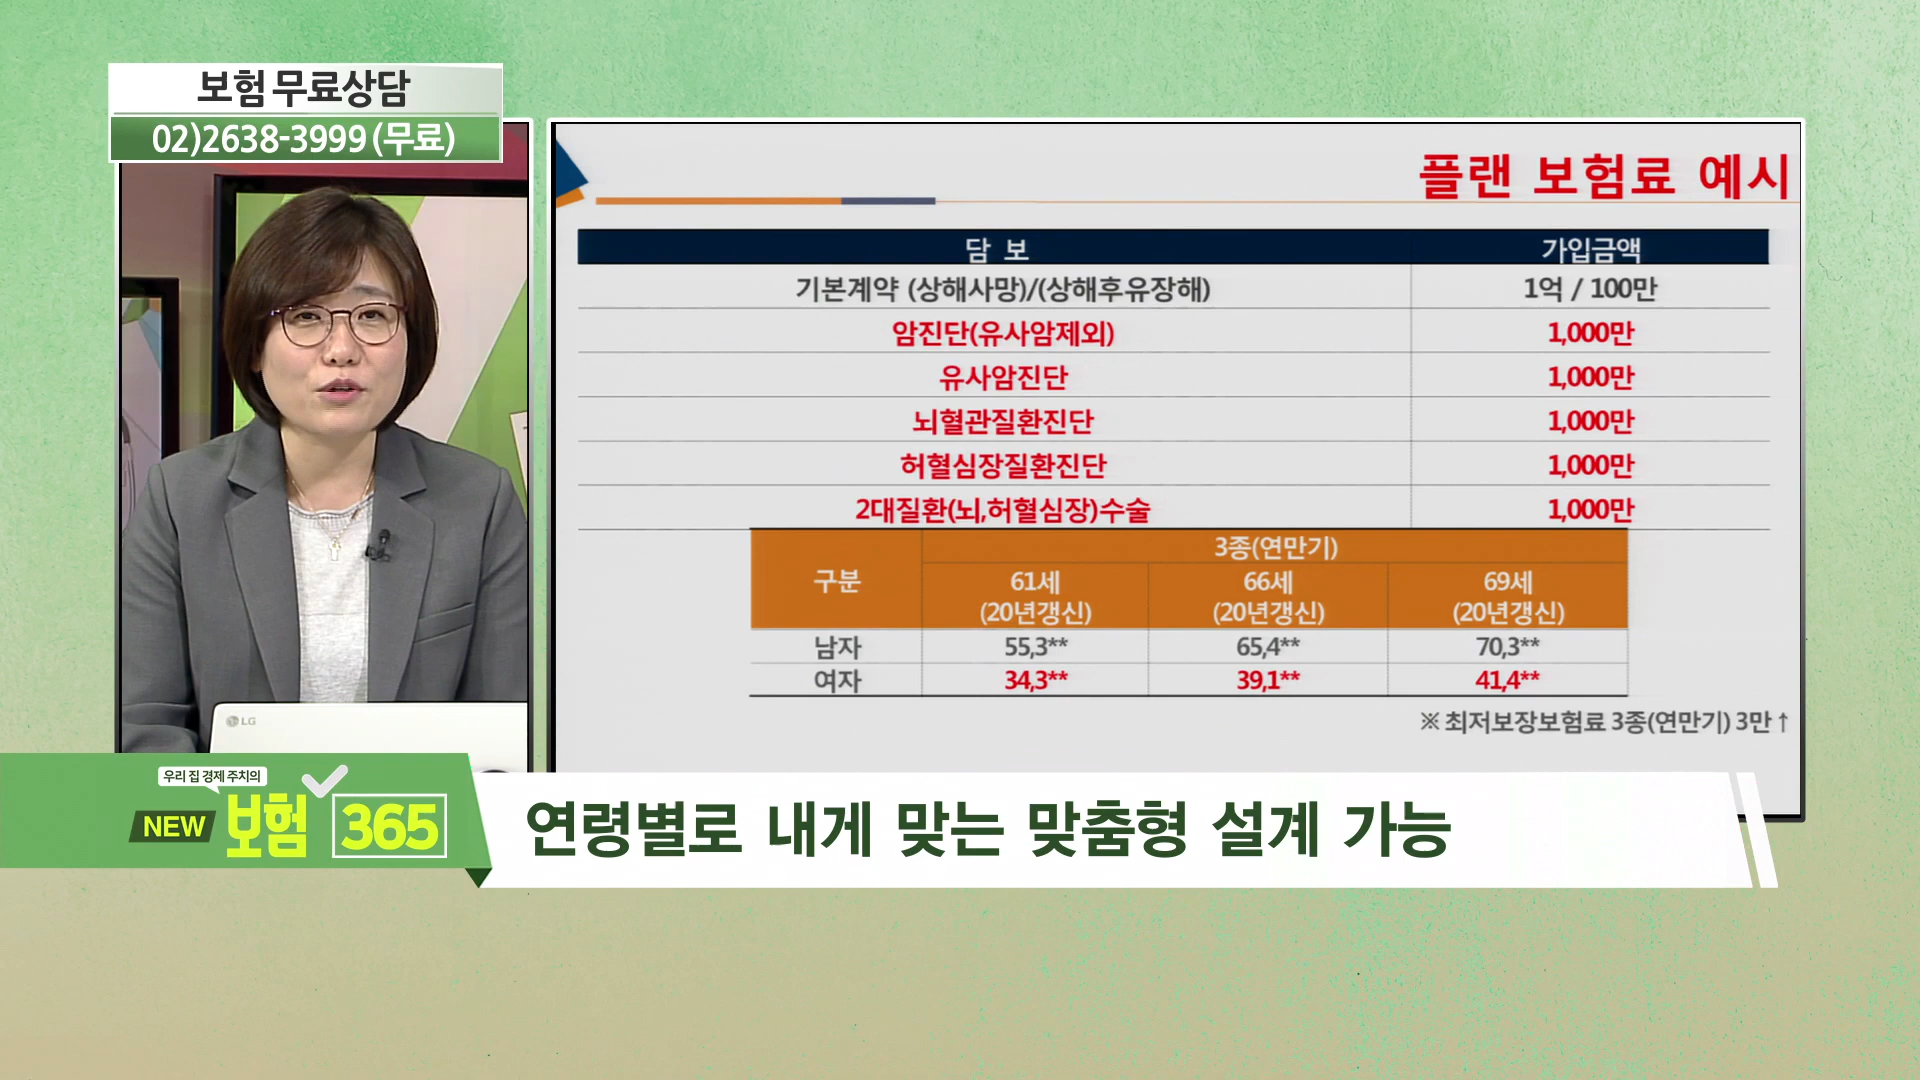 보험 무료상담
02)2638-3999 (무료)
플랜 보험료 예시
담 보 가입금액
기본계약 (상해사망)/(상해후유장해) 1억 / 100만
암진단(유사암제외) 1,000만
유사암진단 1,000만
뇌혈관질환진단 1,000만
허혈심장질환진단 1,000만
2대질환(뇌,허혈심장)수술 1,000만
구분 3종(연만기)
61세 66세 69세
(20년갱신) (20년갱신) (20년갱신)
남자 55,3** 65,4** 70,3**
여자 34,3** 39,1** 41,4**
※ 최저보장보험료 3종(연만기) 3만↑
LG
우리 집 경제 주치의
NEW 보험 365
연령별로 내게 맞는 맞춤형 설계 가능